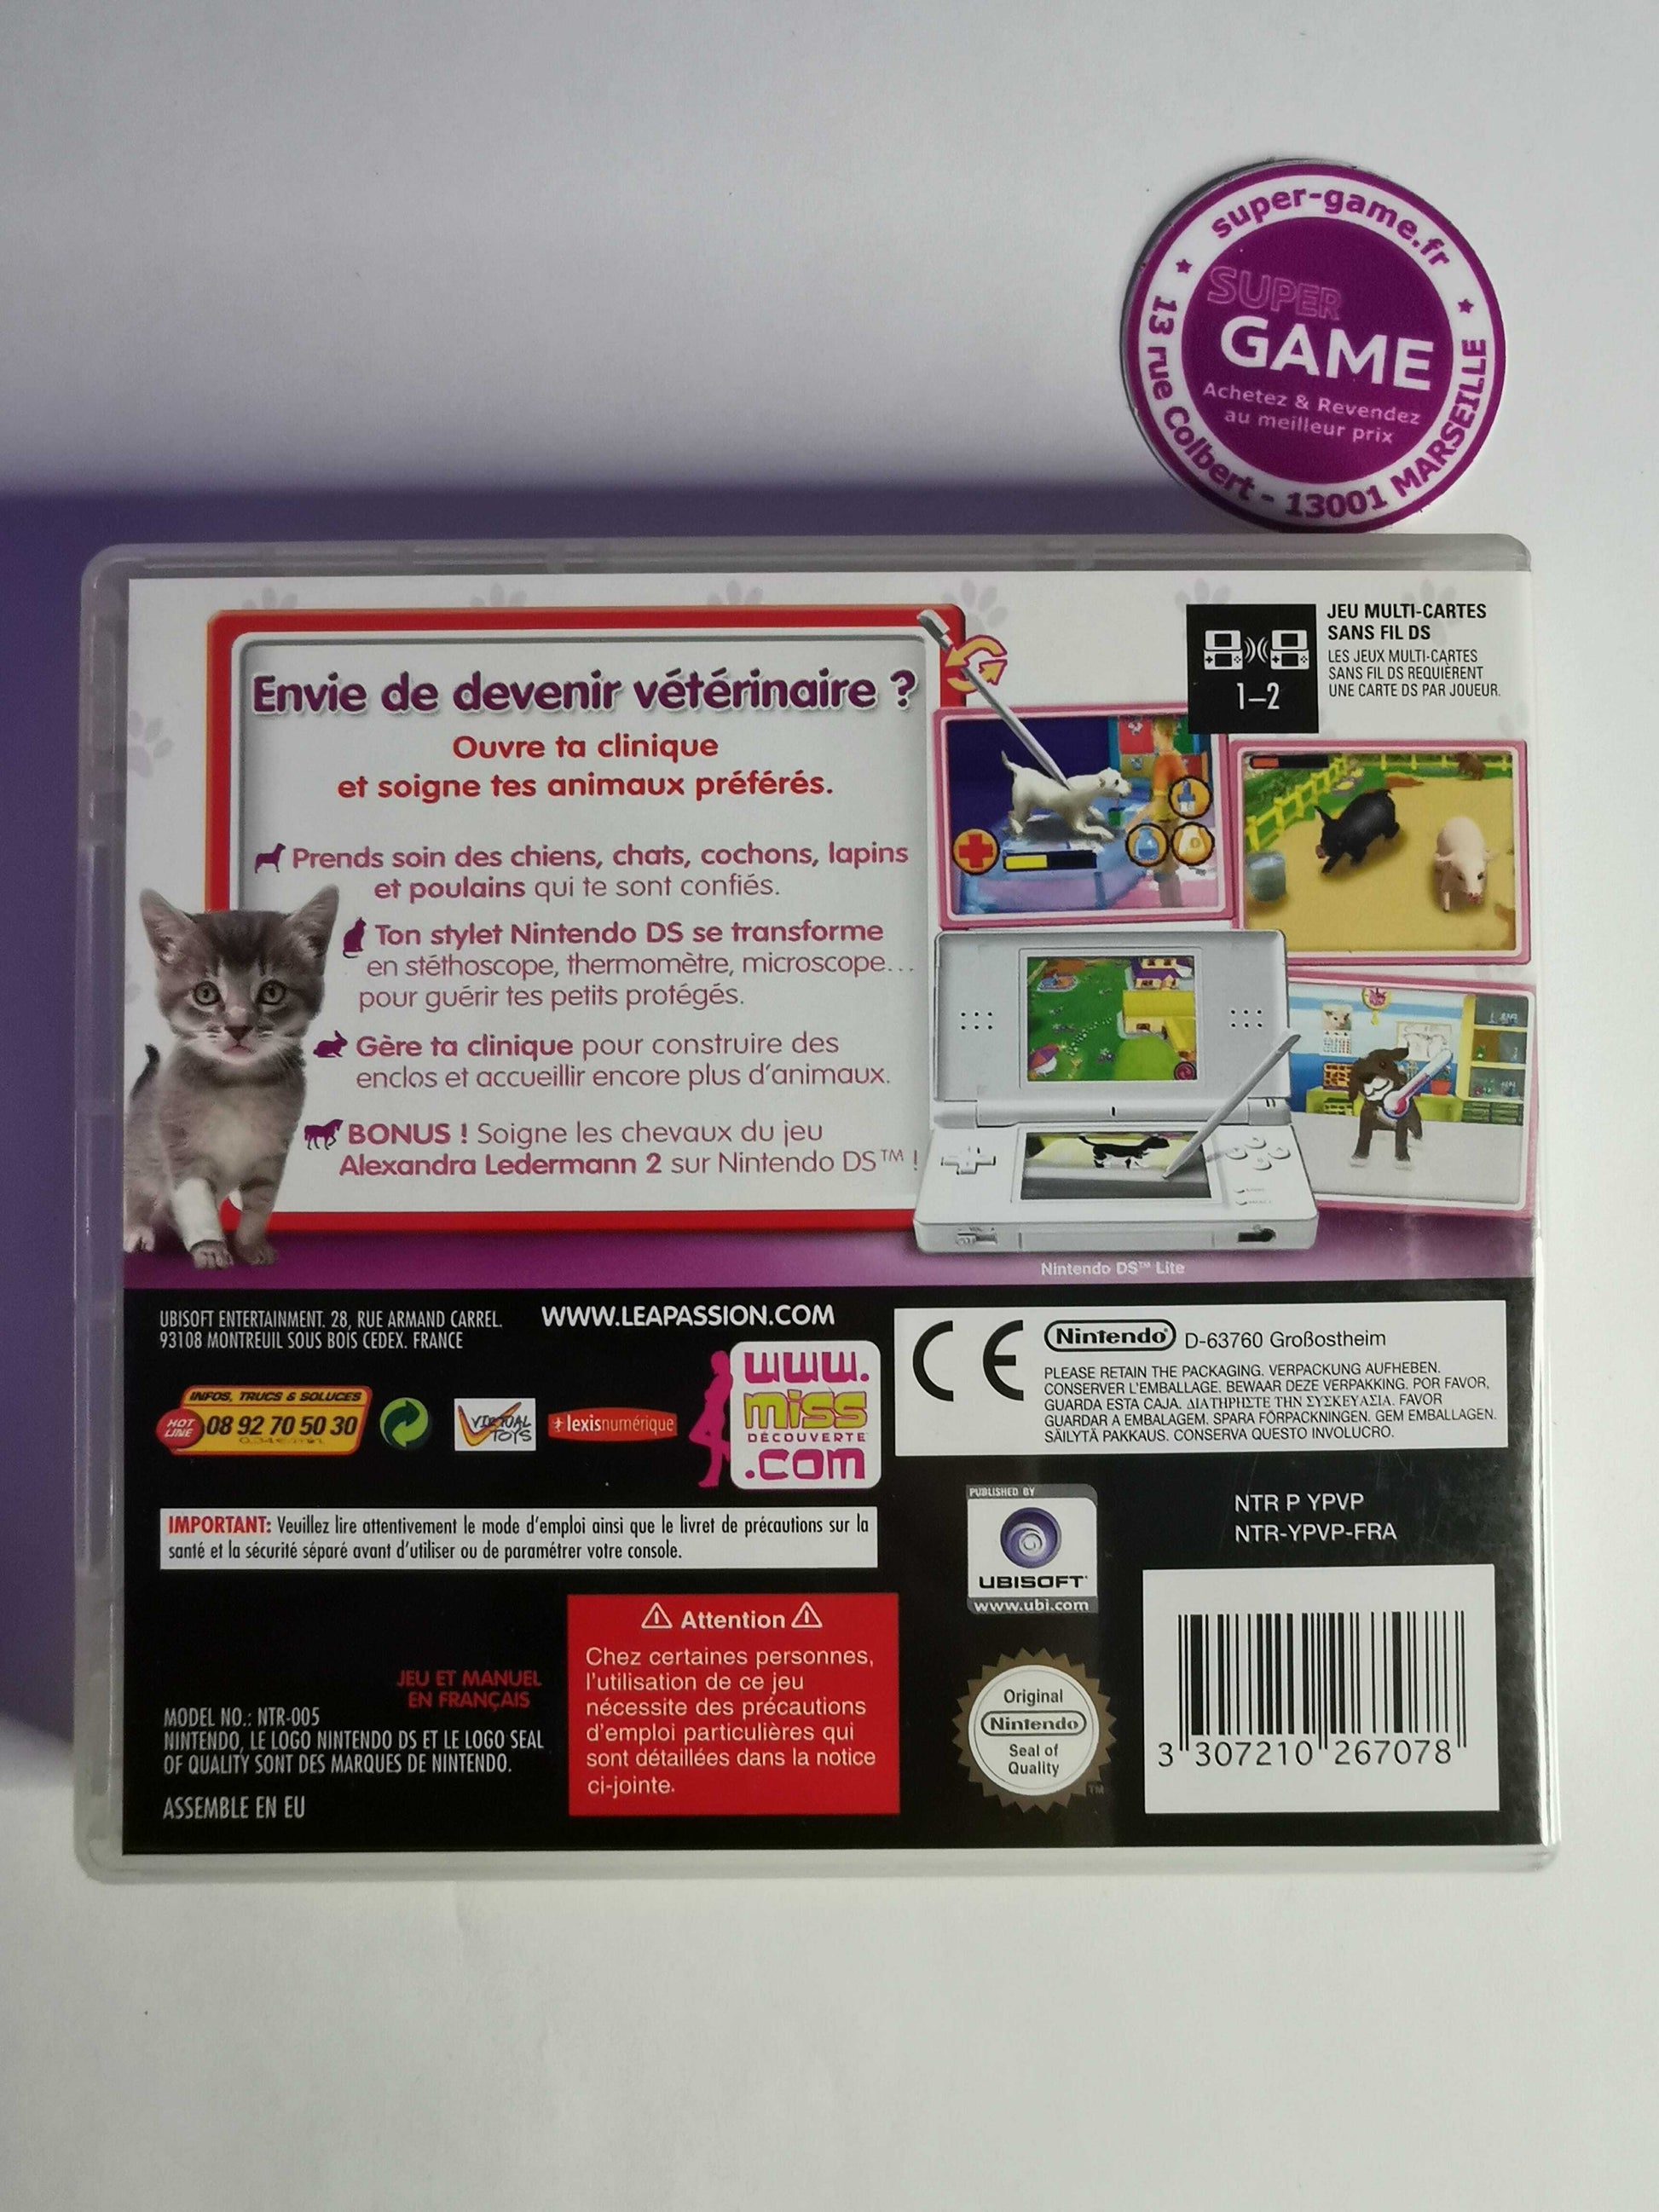 super-game.fr
SUPER
GAME
Achetez & Revendez
au meilleur prix
13 rue Colbert - 13001 MARSEILLE
JEU MULTI-CARTES
SANS FIL DS
LES JEUX MULTI-CARTES
SANS FIL DS REQUIÈRENT
UNE CARTE DS PAR JOUEUR.
1–2
Envie de devenir vétérinaire ?
Ouvre ta clinique
et soigne tes animaux préférés.
Prends soin des chiens, chats, cochons, lapins
et poulains qui te sont confiés.
Ton stylet Nintendo DS se transforme
en stéthoscope, thermomètre, microscope...
pour guérir tes petits protégés.
Gère ta clinique pour construire des
enclos et accueillir encore plus d'animaux.
BONUS ! Soigne les chevaux du jeu
Alexandra Ledermann 2 sur Nintendo DS™ !
Nintendo DS™ Lite
UBISOFT ENTERTAINMENT. 28, RUE ARMAND CARREL.
93108 MONTREUIL SOUS BOIS CEDEX. FRANCE
WWW.LEAPASSION.COM
INFOS, TRUCS & SOLUCES
HOT LINE
08 92 70 50 30
0.34€/min
VIRTUAL
TOYS
lexisnumérique
www.
miss
DÉCOUVERTE
.com
CE
Nintendo D-63760 Großostheim
PLEASE RETAIN THE PACKAGING. VERPACKUNG AUFHEBEN.
CONSERVER L'EMBALLAGE. BEWAAR DEZE VERPAKKING. POR FAVOR,
GUARDA ESTA CAJA. ΔΙΑΤΗΡΗΣΤΕ ΤΗΝ ΣΥΣΚΕΥΑΣΙΑ. FAVOR
GUARDAR A EMBALAGEM. SPARA FÖRPACKNINGEN. GEM EMBALLAGEN.
SÄILYTÄ PAKKAUS. CONSERVA QUESTO INVOLUCRO.
IMPORTANT: Veuillez lire attentivement le mode d'emploi ainsi que le livret de précautions sur la
santé et la sécurité séparé avant d'utiliser ou de paramétrer votre console.
PUBLISHED BY
UBISOFT
www.ubi.com
NTR P YPVP
NTR-YPVP-FRA
Attention
Chez certaines personnes,
l'utilisation de ce jeu
nécessite des précautions
d'emploi particulières qui
sont détaillées dans la notice
ci-jointe.
JEU ET MANUEL
EN FRANÇAIS
MODEL NO.: NTR-005
NINTENDO, LE LOGO NINTENDO DS ET LE LOGO SEAL
OF QUALITY SONT DES MARQUES DE NINTENDO.
ASSEMBLE EN EU
Original
Nintendo
Seal of
Quality
TM
3 307210 267078